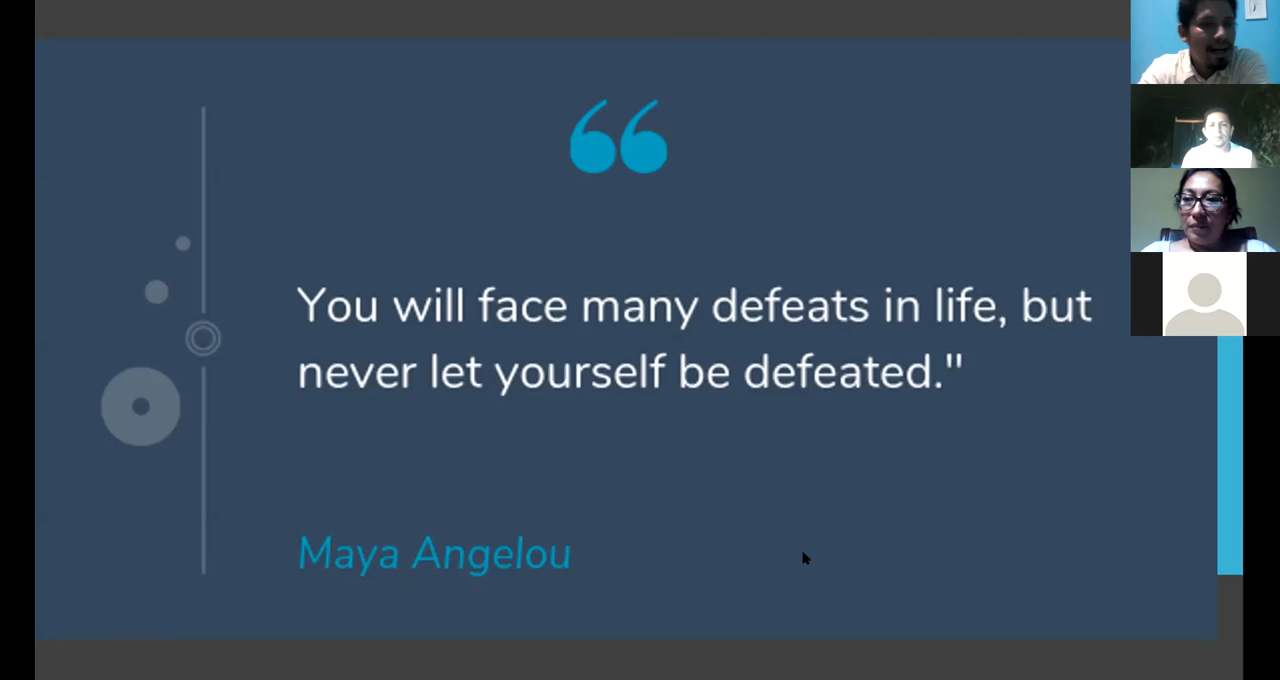 “
You will face many defeats in life, but
never let yourself be defeated."
Maya Angelou